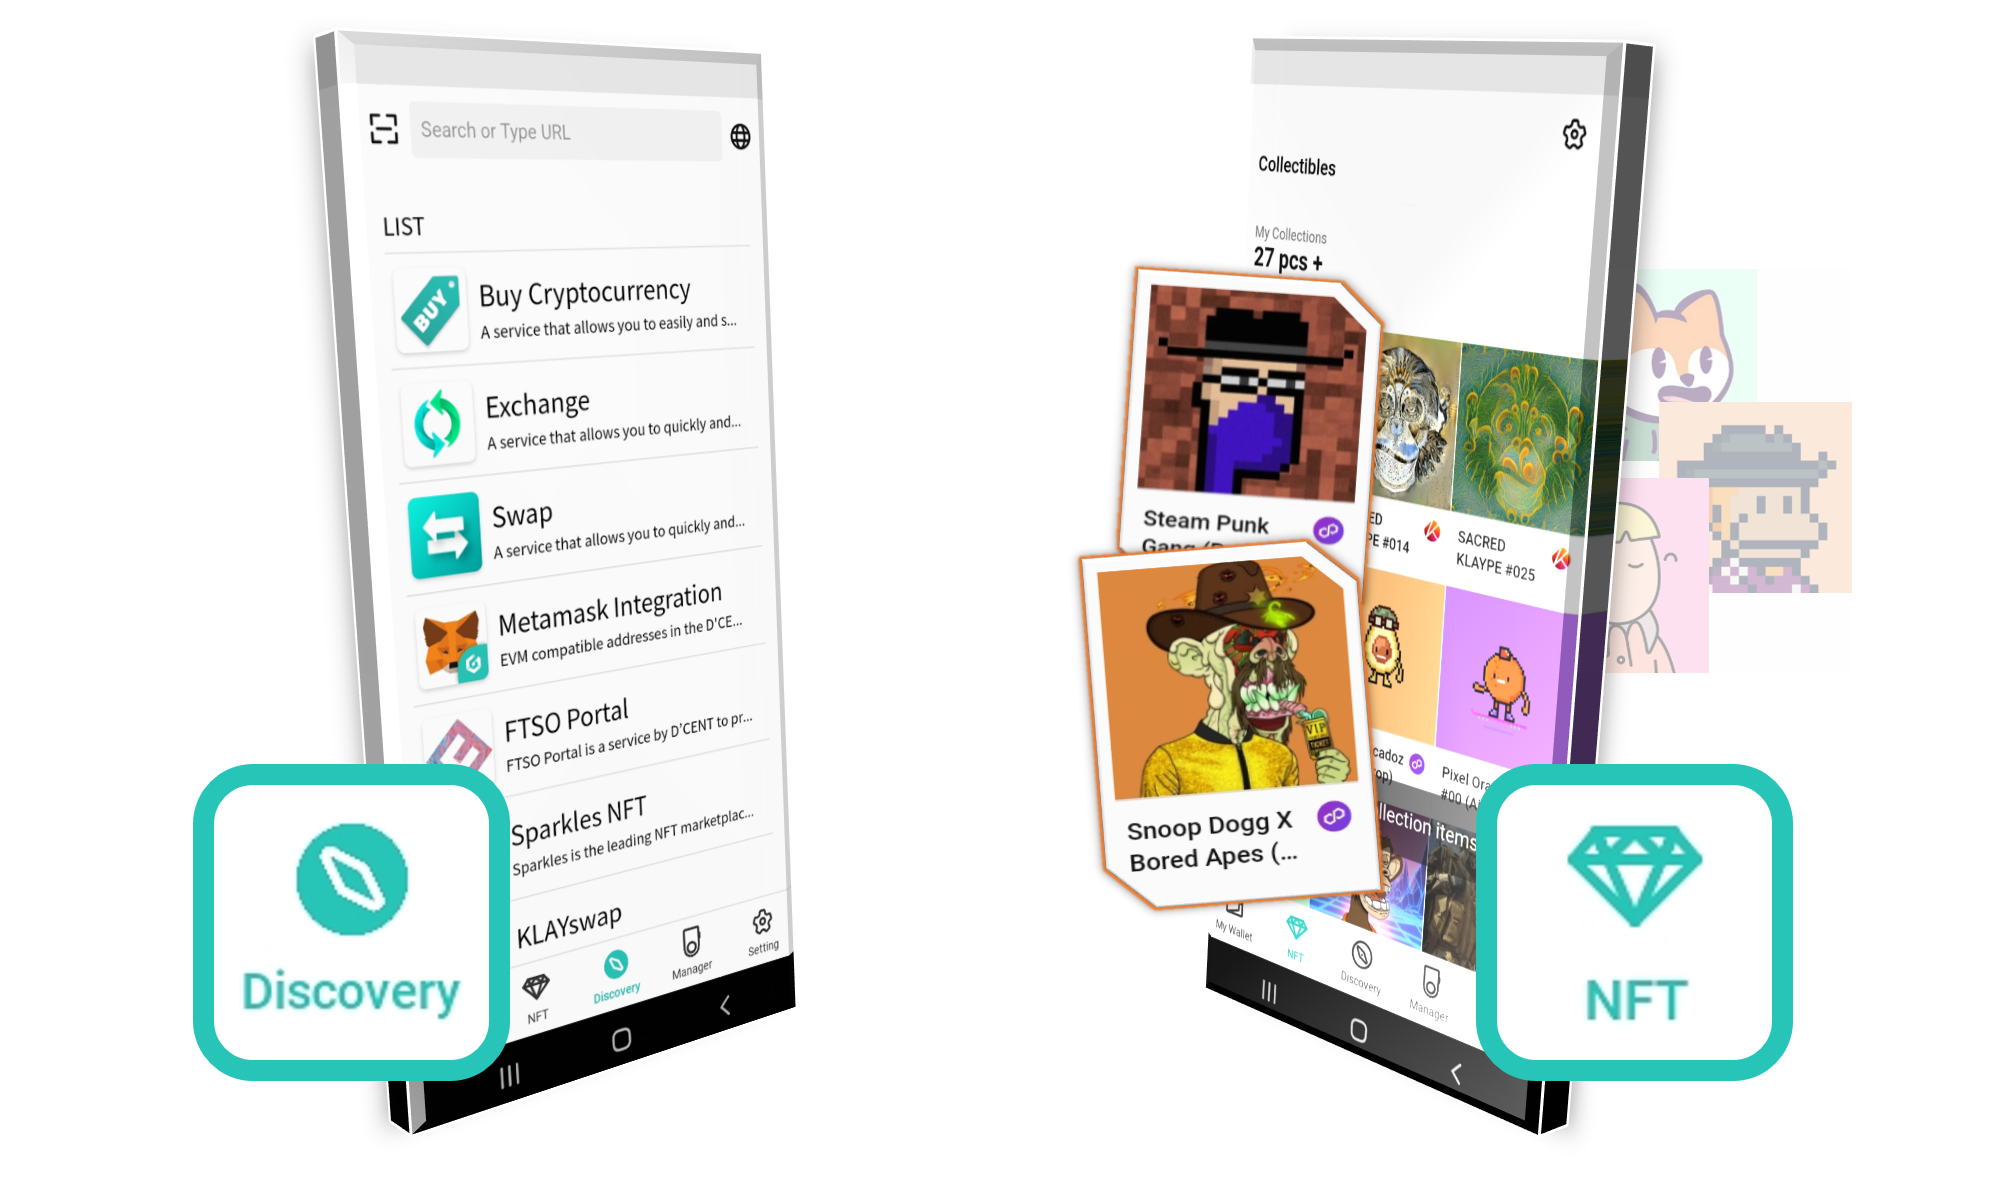 Search or Type URL
LIST
BUY
Buy Cryptocurrency
A service that allows you to easily and s...
Exchange
A service that allows you to quickly and...
Swap
A service that allows you to quickly and...
Metamask Integration
EVM compatible addresses in the D'CE...
FTSO Portal
FTSO Portal is a service by D'CENT to pr...
Sparkles NFT
Sparkles is the leading NFT marketplac...
KLAYswap
NFT
Discovery
Manager
Setting
Discovery
Collectibles
My Collections
27 pcs +
Steam Punk
ED
PE #014
SACRED
KLAYPE #025
VIP
TICKET
Snoop Dogg X
Bored Apes (...
cadoz
op)
Pixel Ora
#00 (Ai
llection items
My Wallet
NFT
Discovery
Manager
NFT